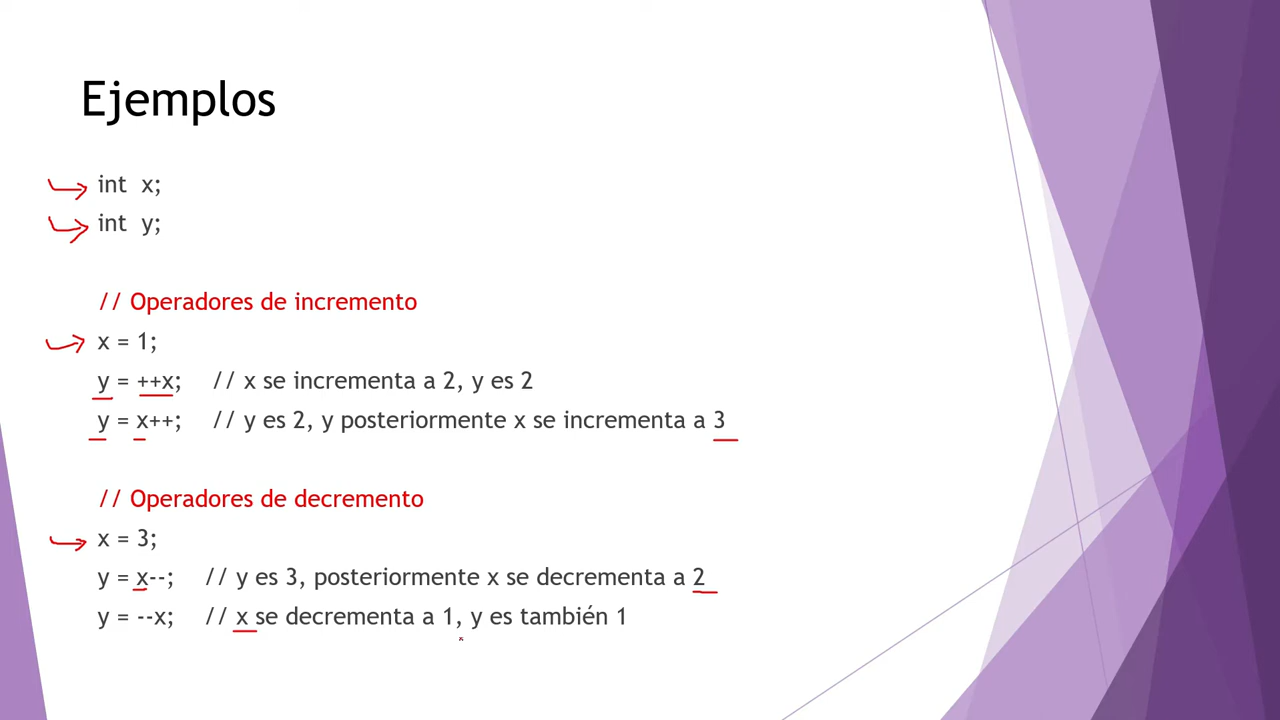 Ejemplos
int x;
int y;
// Operadores de incremento
x = 1;
y = ++x; // x se incrementa a 2, y es 2
y = x++; // y es 2, y posteriormente x se incrementa a 3
// Operadores de decremento
x = 3;
y = x--; // y es 3, posteriormente x se decrementa a 2
y = --x; // x se decrementa a 1, y es también 1